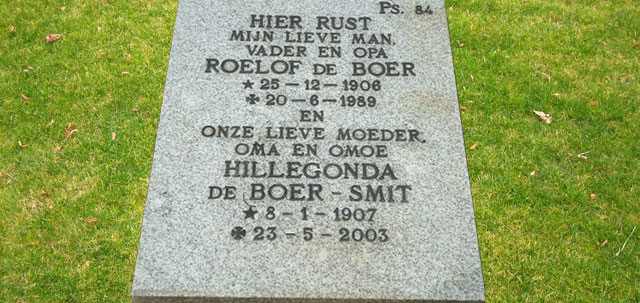 Ps. 84
HIER RUST
MIJN LIEVE MAN,
VADER EN OPA
ROELOF DE BOER
★ 25 - 12 - 1906
✠ 20 - 6 - 1989
EN
ONZE LIEVE MOEDER,
OMA EN OMOE
HILLEGONDA
DE BOER - SMIT
★ 8 - 1 - 1907
✠ 23 - 5 - 2003